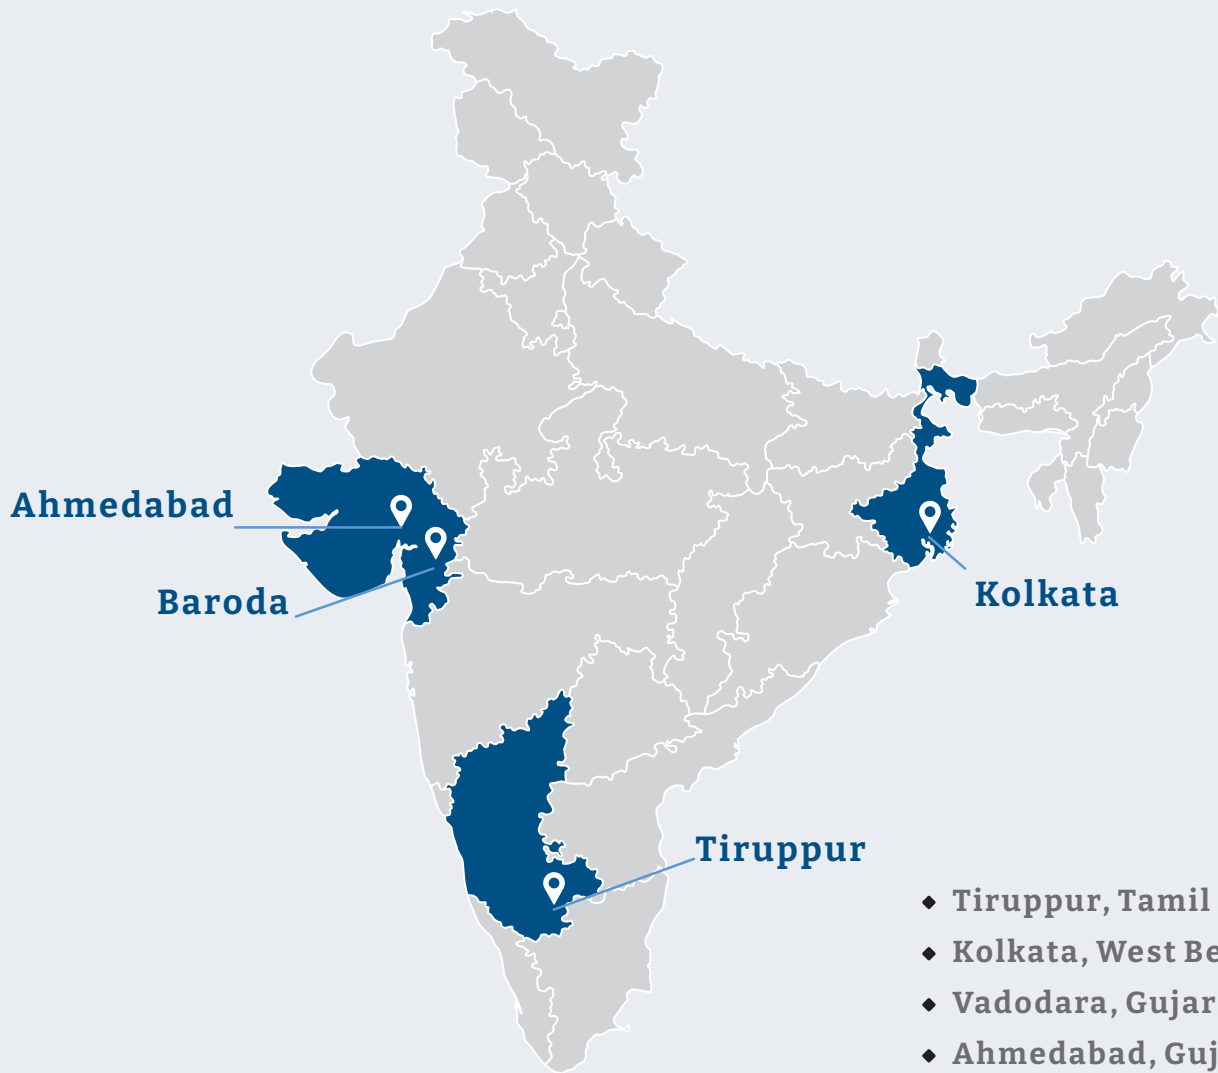 Ahmedabad
Baroda
Kolkata
Tiruppur
◆ Tiruppur, Tamil
◆ Kolkata, West Be
◆ Vadodara, Gujar
◆ Ahmedabad, Guj